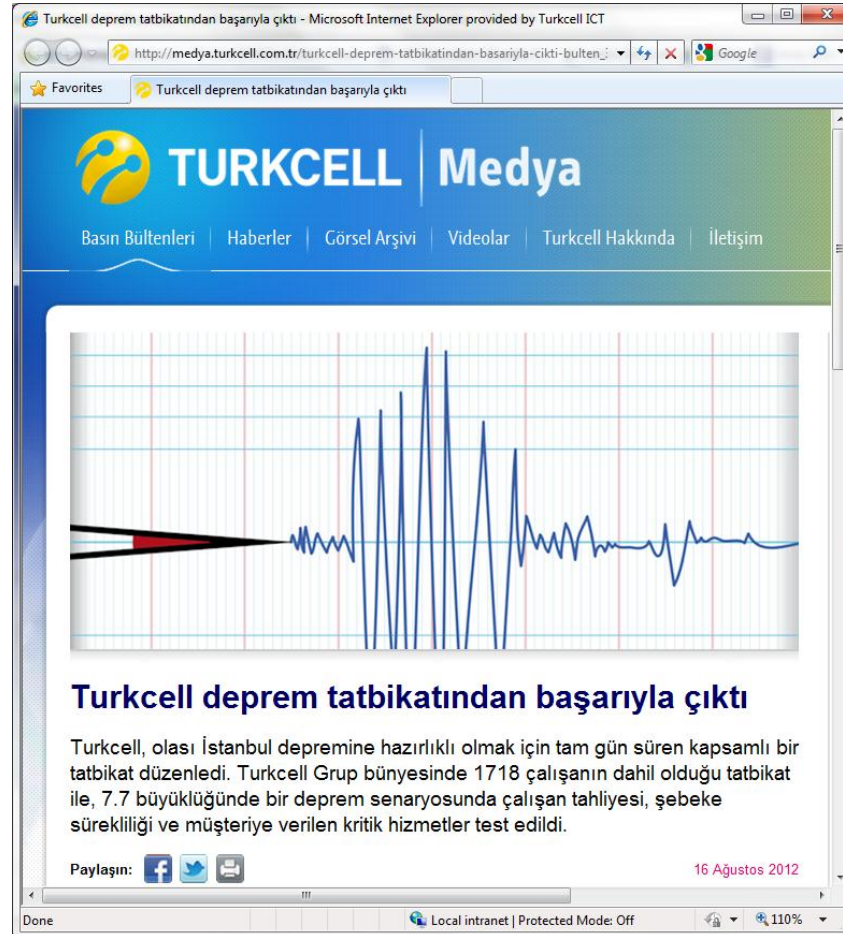 Turkcell deprem tatbikatından başarıyla çıktı - Microsoft Internet Explorer provided by Turkcell ICT
http://medya.turkcell.com.tr/turkcell-deprem-tatbikatindan-basariyla-cikti-bulten_
Google
Favorites
Turkcell deprem tatbikatından başarıyla çıktı
TURKCELL Medya
Basın Bültenleri Haberler Görsel Arşivi Videolar Turkcell Hakkında İletişim
Turkcell deprem tatbikatından başarıyla çıktı
Turkcell, olası İstanbul depremine hazırlıklı olmak için tam gün süren kapsamlı bir
tatbikat düzenledi. Turkcell Grup bünyesinde 1718 çalışanın dahil olduğu tatbikat
ile, 7.7 büyüklüğünde bir deprem senaryosunda çalışan tahliyesi, şebeke
sürekliliği ve müşteriye verilen kritik hizmetler test edildi.
Paylaşın: 16 Ağustos 2012
Done Local intranet | Protected Mode: Off 110%